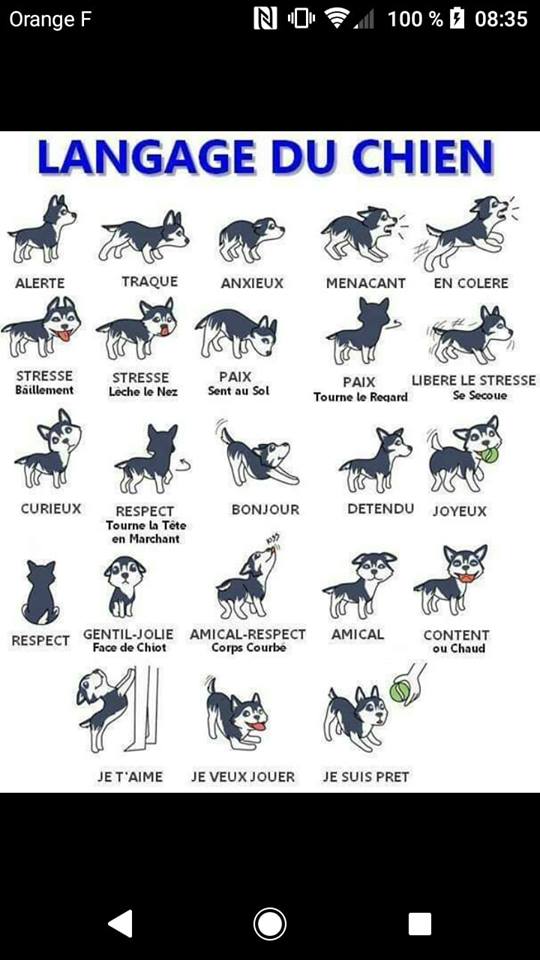 Orange F 100 % 08:35
LANGAGE DU CHIEN
ALERTE TRAQUE ANXIEUX MENACANT EN COLERE
STRESSE STRESSE PAIX PAIX LIBERE LE STRESSE
Bäillement Lèche le Nez Sent au Sol Tourne le Regard Se Secoue
CURIEUX RESPECT BONJOUR DETENDU JOYEUX
Tourne la Tête
en Marchant
KISS
RESPECT GENTIL-JOLIE AMICAL-RESPECT AMICAL CONTENT
Face de Chiot Corps Courbé ou Chaud
JE T'AIME JE VEUX JOUER JE SUIS PRET